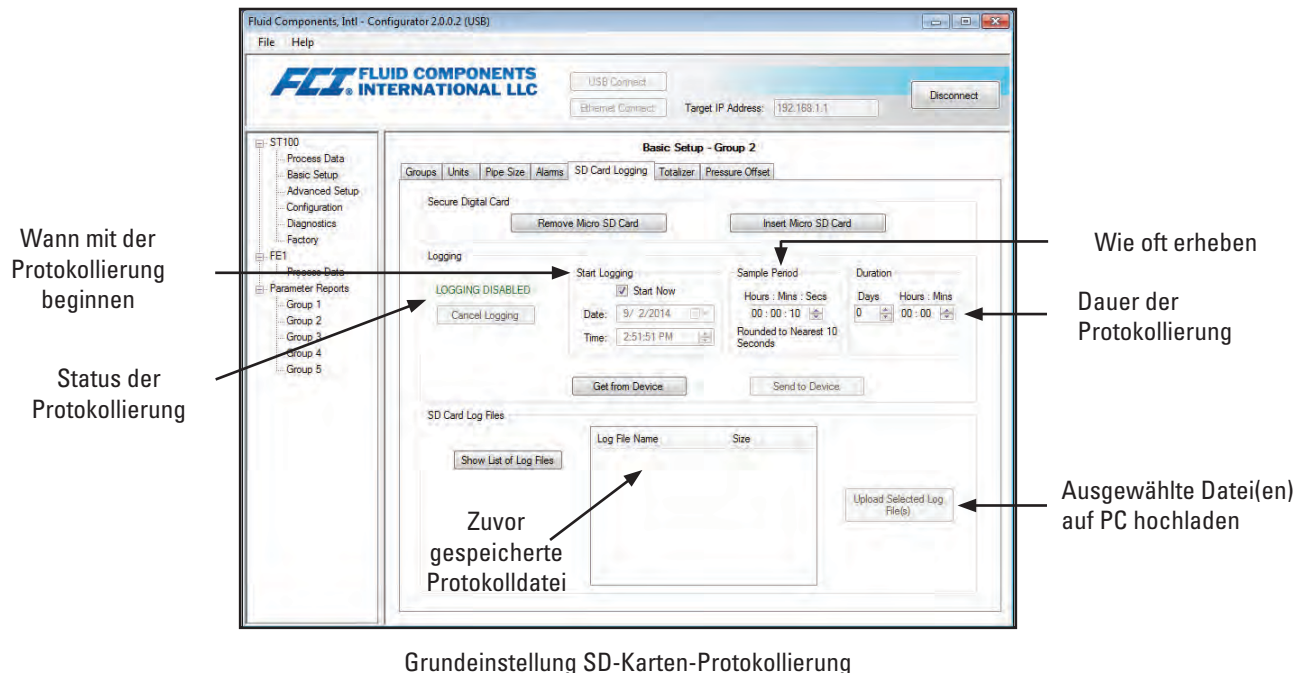 Fluid Components, Intl - Configurator 2.0.0.2 (USB)
File Help
FCI® FLUID COMPONENTS
INTERNATIONAL LLC
USB Connect
Ethernet Connect
Target IP Address: 192.168.1.1
Disconnect
ST100
Process Data
Basic Setup
Advanced Setup
Configuration
Diagnostics
Factory
FE1
Process Data
Parameter Reports
Group 1
Group 2
Group 3
Group 4
Group 5
Basic Setup - Group 2
Groups Units Pipe Size Alarms SD Card Logging Totalizer Pressure Offset
Secure Digital Card
Remove Micro SD Card
Insert Micro SD Card
Logging
LOGGING DISABLED
Cancel Logging
Start Logging
Start Now
Date: 9/ 2/2014
Time: 2:51:51 PM
Sample Period
Hours : Mins : Secs
00 : 00 : 10
Rounded to Nearest 10
Seconds
Duration
Days Hours : Mins
0 00 : 00
Get from Device
Send to Device
SD Card Log Files
Show List of Log Files
Log File Name Size
Upload Selected Log
File(s)
Wann mit der
Protokollierung
beginnen
Status der
Protokollierung
Zuvor
gespeicherte
Protokolldatei
Wie oft erheben
Dauer der
Protokollierung
Ausgewählte Datei(en)
auf PC hochladen
Grundeinstellung SD-Karten-Protokollierung